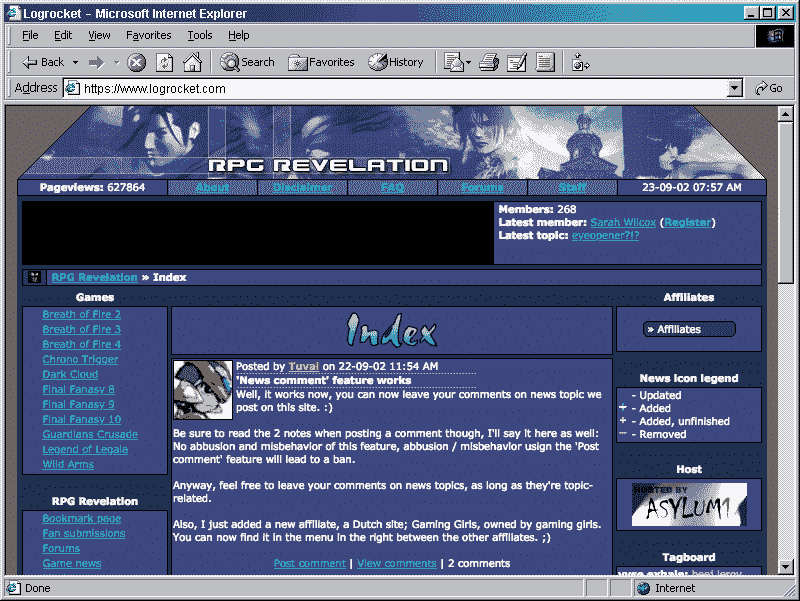 Logrocket - Microsoft Internet Explorer
File Edit View Favorites Tools Help
Back Search Favorites History
Address https://www.logrocket.com Go
RPG REVELATION
Pageviews: 627864 About Disclaimer FAQ Forums Staff 23-09-02 07:57 AM
Members: 268
Latest member: Sarah Wilcox (Register)
Latest topic: eyeopener?!?
RPG Revelation » Index
Games
Breath of Fire 2
Breath of Fire 3
Breath of Fire 4
Chrono Trigger
Dark Cloud
Final Fanasy 8
Final Fanasy 9
Final Fanasy 10
Guardians Crusade
Legend of Legaia
Wild Arms
RPG Revelation
Bookmark page
Fan submissions
Forums
Game news
Index
Posted by Tuvai on 22-09-02 11:54 AM
'News comment' feature works
Well, it works now, you can now leave your comments on news topic we
post on this site. :)
Be sure to read the 2 notes when posting a comment though, I'll say it here as well:
No abbusion and misbehavior of this feature, abbusion / misbehavior usign the 'Post
comment' feature will lead to a ban.
Anyway, feel free to leave your comments on news topics, as long as they're topic-
related.
Also, I just added a new affiliate, a Dutch site; Gaming Girls, owned by gaming girls.
You can now find it in the menu in the right between the other affiliates. ;)
Post comment | View comments | 2 comments
Affiliates
» Affiliates
News Icon legend
- Updated
+ - Added
+ - Added, unfinished
— - Removed
Host
HOSTED BY
ASYLUM1
Tagboard
Done Internet